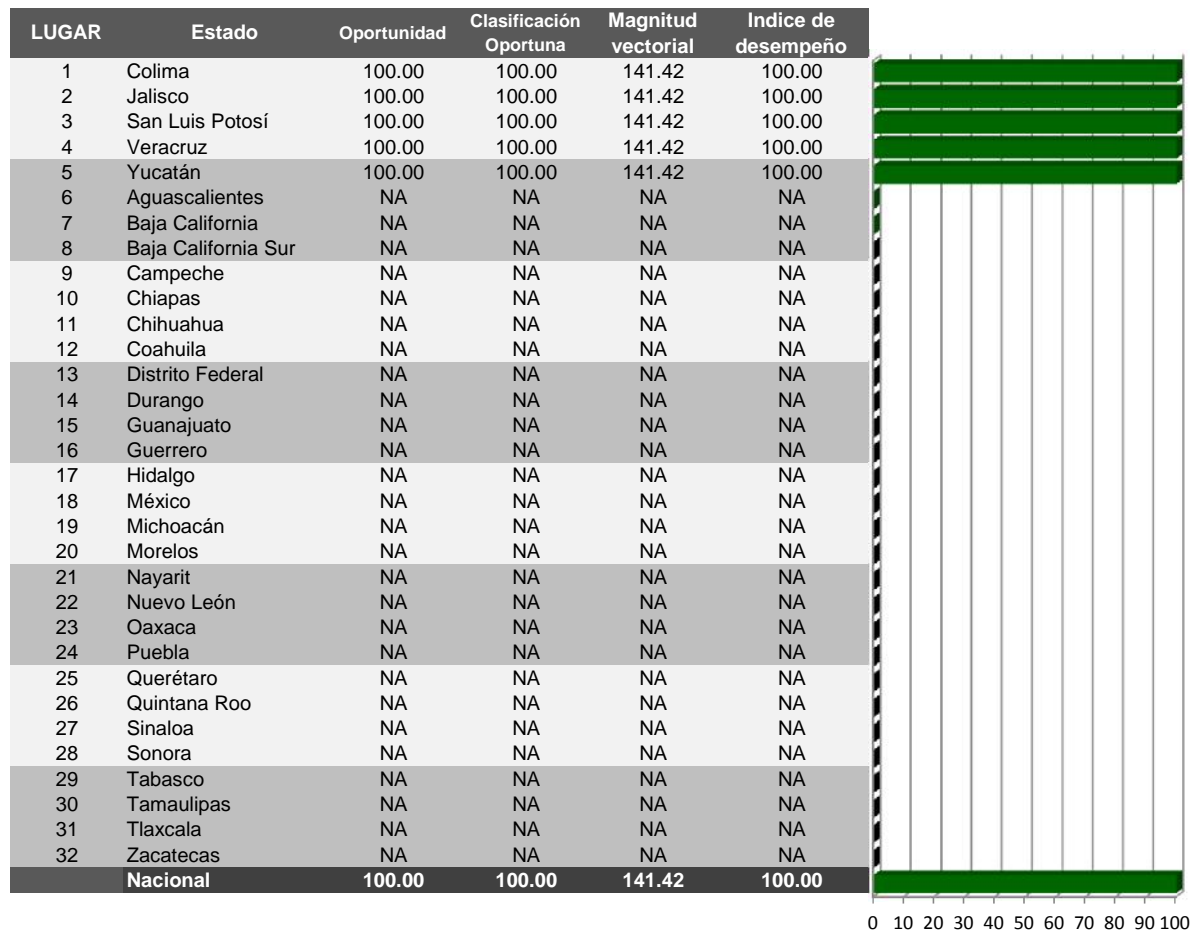 LUGAR Estado Oportunidad Clasificación Oportuna Magnitud vectorial Indice de desempeño
1 Colima 100.00 100.00 141.42 100.00
2 Jalisco 100.00 100.00 141.42 100.00
3 San Luis Potosí 100.00 100.00 141.42 100.00
4 Veracruz 100.00 100.00 141.42 100.00
5 Yucatán 100.00 100.00 141.42 100.00
6 Aguascalientes NA NA NA NA
7 Baja California NA NA NA NA
8 Baja California Sur NA NA NA NA
9 Campeche NA NA NA NA
10 Chiapas NA NA NA NA
11 Chihuahua NA NA NA NA
12 Coahuila NA NA NA NA
13 Distrito Federal NA NA NA NA
14 Durango NA NA NA NA
15 Guanajuato NA NA NA NA
16 Guerrero NA NA NA NA
17 Hidalgo NA NA NA NA
18 México NA NA NA NA
19 Michoacán NA NA NA NA
20 Morelos NA NA NA NA
21 Nayarit NA NA NA NA
22 Nuevo León NA NA NA NA
23 Oaxaca NA NA NA NA
24 Puebla NA NA NA NA
25 Querétaro NA NA NA NA
26 Quintana Roo NA NA NA NA
27 Sinaloa NA NA NA NA
28 Sonora NA NA NA NA
29 Tabasco NA NA NA NA
30 Tamaulipas NA NA NA NA
31 Tlaxcala NA NA NA NA
32 Zacatecas NA NA NA NA
Nacional 100.00 100.00 141.42 100.00
0 10 20 30 40 50 60 70 80 90 100